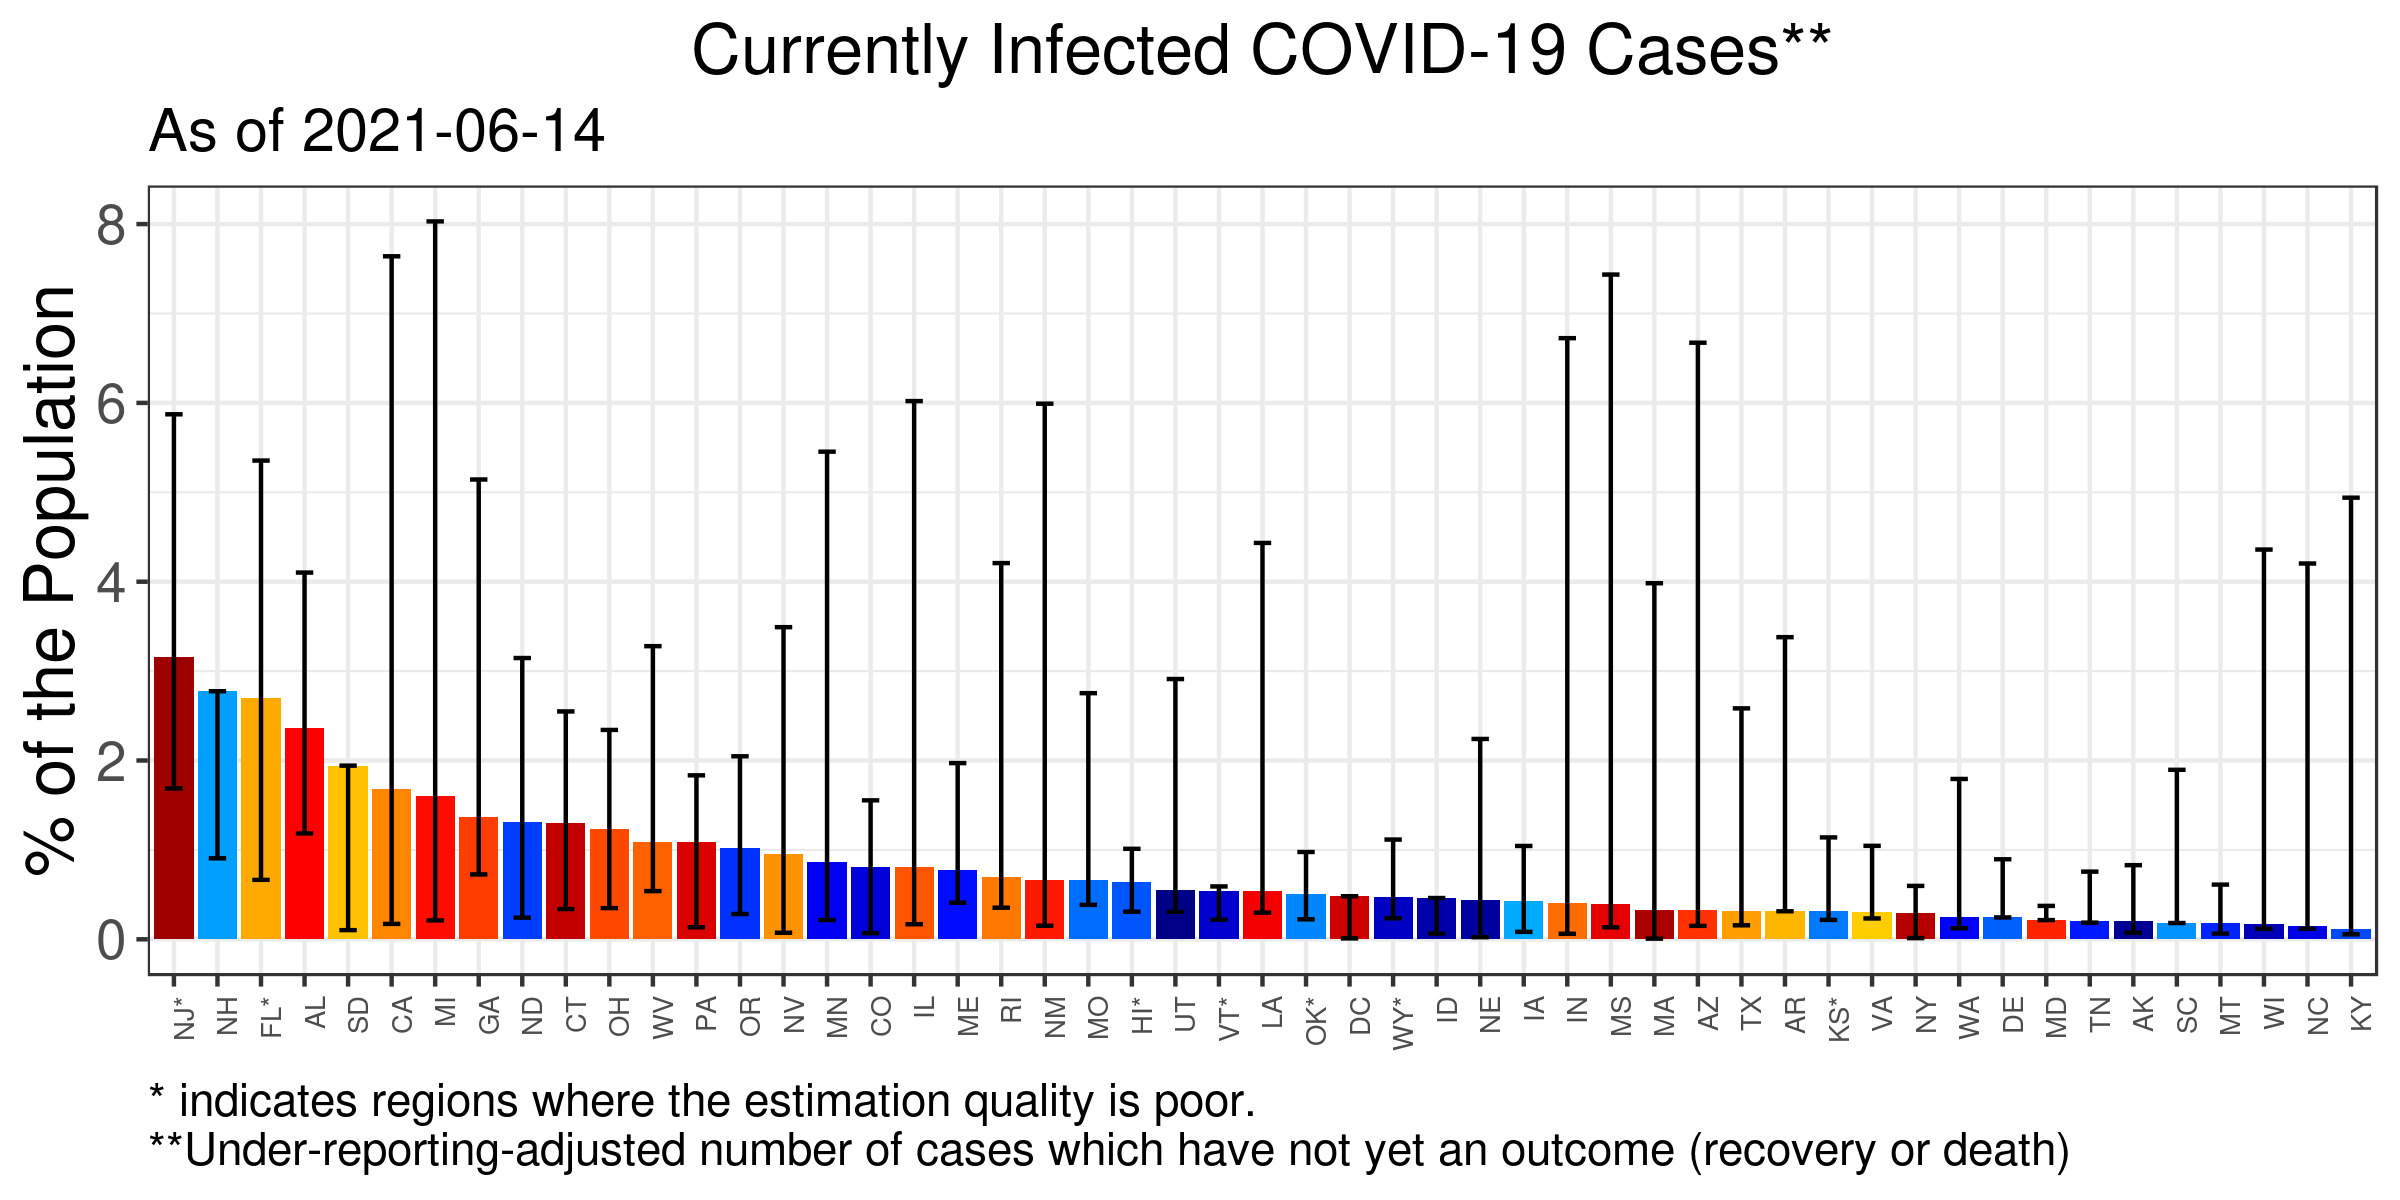 Currently Infected COVID-19 Cases**
As of 2021-06-14
% of the Population
8
6
4
2
0
NJ* NH FL* AL SD CA MI GA ND CT OH WV PA OR NV MN CO IL ME RI NM MO HI* UT VT* LA OK* DC WY* ID NE IA IN MS MA AZ TX AR KS* VA NY WA DE MD TN AK SC MT WI NC KY
* indicates regions where the estimation quality is poor.
**Under-reporting-adjusted number of cases which have not yet an outcome (recovery or death)